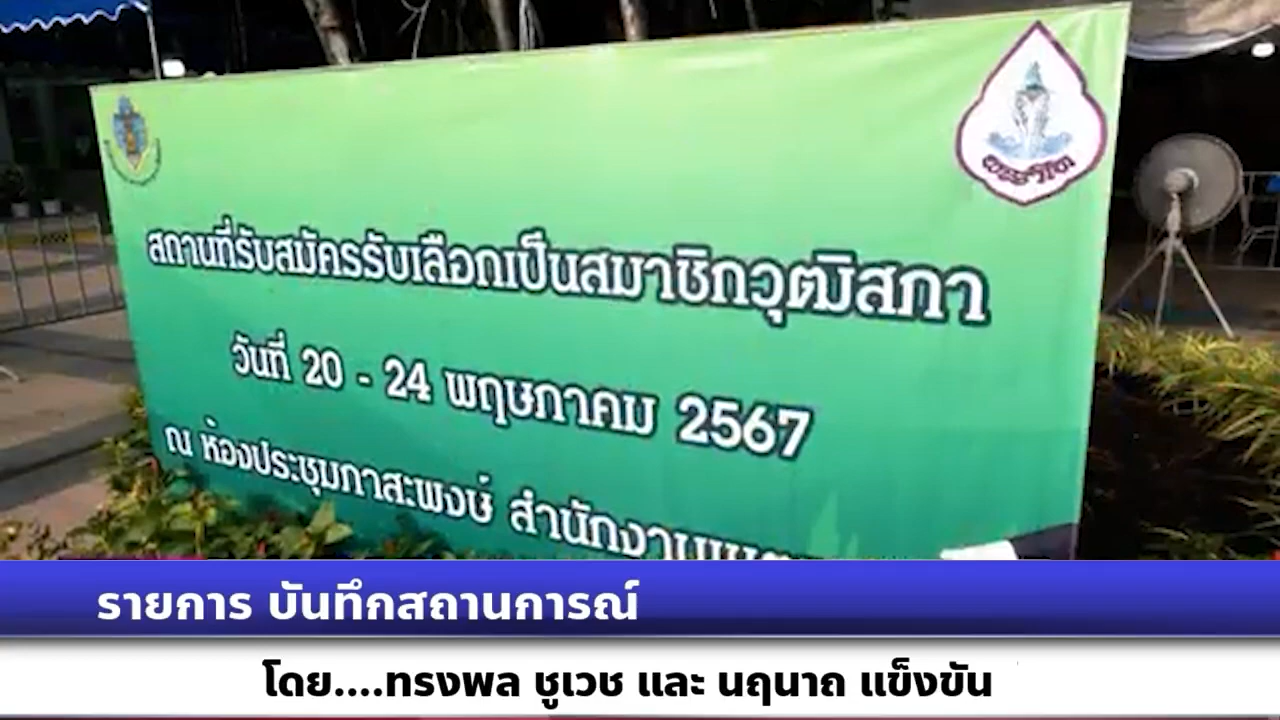 สถานที่รับสมัครรับเลือกเป็นสมาชิกวุฒิสภา
วันที่ 20 - 24 พฤษภาคม 2567
ณ ห้องประชุมภาสะพงษ์ สำนักงาน
รายการ บันทึกสถานการณ์
โดย....ทรงพล ชูเวช และ นฤนาถ แข็งขัน